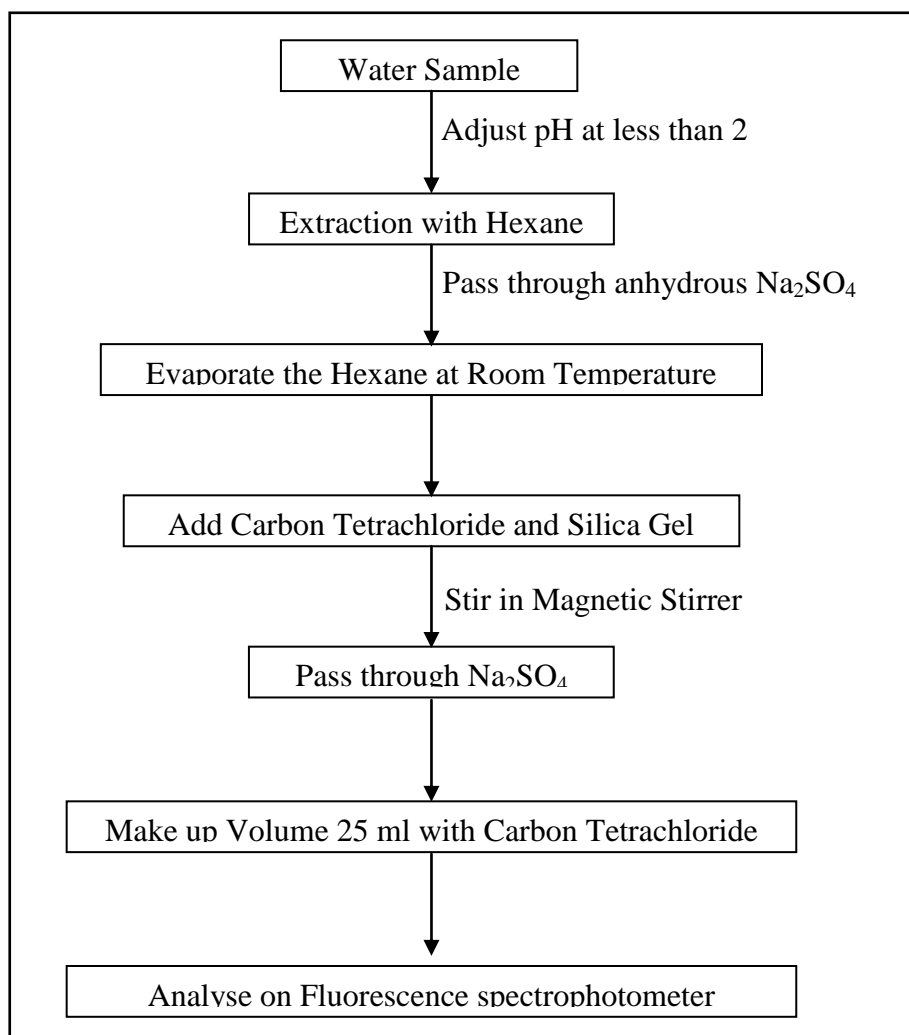 Water Sample
Adjust pH at less than 2
Extraction with Hexane
Pass through anhydrous Na₂SO₄
Evaporate the Hexane at Room Temperature
Add Carbon Tetrachloride and Silica Gel
Stir in Magnetic Stirrer
Pass through Na₂SO₄
Make up Volume 25 ml with Carbon Tetrachloride
Analyse on Fluorescence spectrophotometer